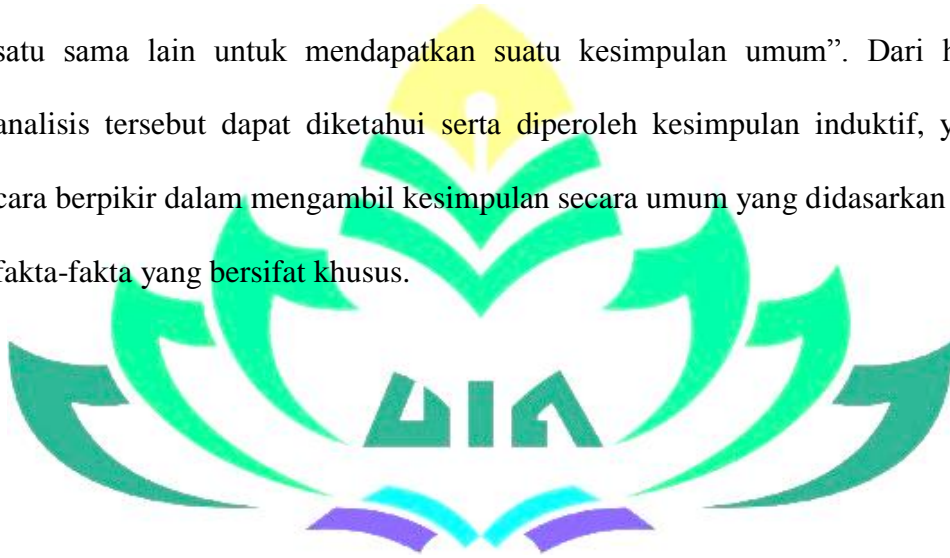 satu sama lain untuk mendapatkan suatu kesimpulan umum”. Dari
analisis tersebut dapat diketahui serta diperoleh kesimpulan induktif,
cara berpikir dalam mengambil kesimpulan secara umum yang didasarkan
fakta-fakta yang bersifat khusus.
UIN